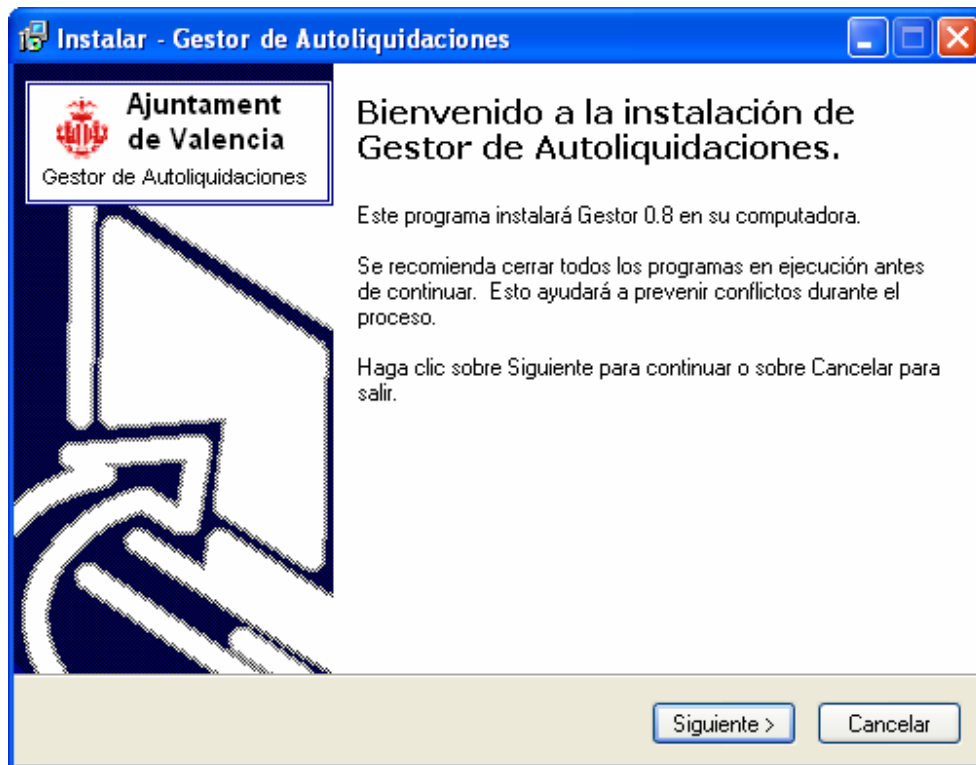 Instalar - Gestor de Autoliquidaciones
Ajuntament
de Valencia
Gestor de Autoliquidaciones
Bienvenido a la instalación de
Gestor de Autoliquidaciones.
Este programa instalará Gestor 0.8 en su computadora.
Se recomienda cerrar todos los programas en ejecución antes
de continuar.  Esto ayudará a prevenir conflictos durante el
proceso.
Haga clic sobre Siguiente para continuar o sobre Cancelar para
salir.
Siguiente >
Cancelar